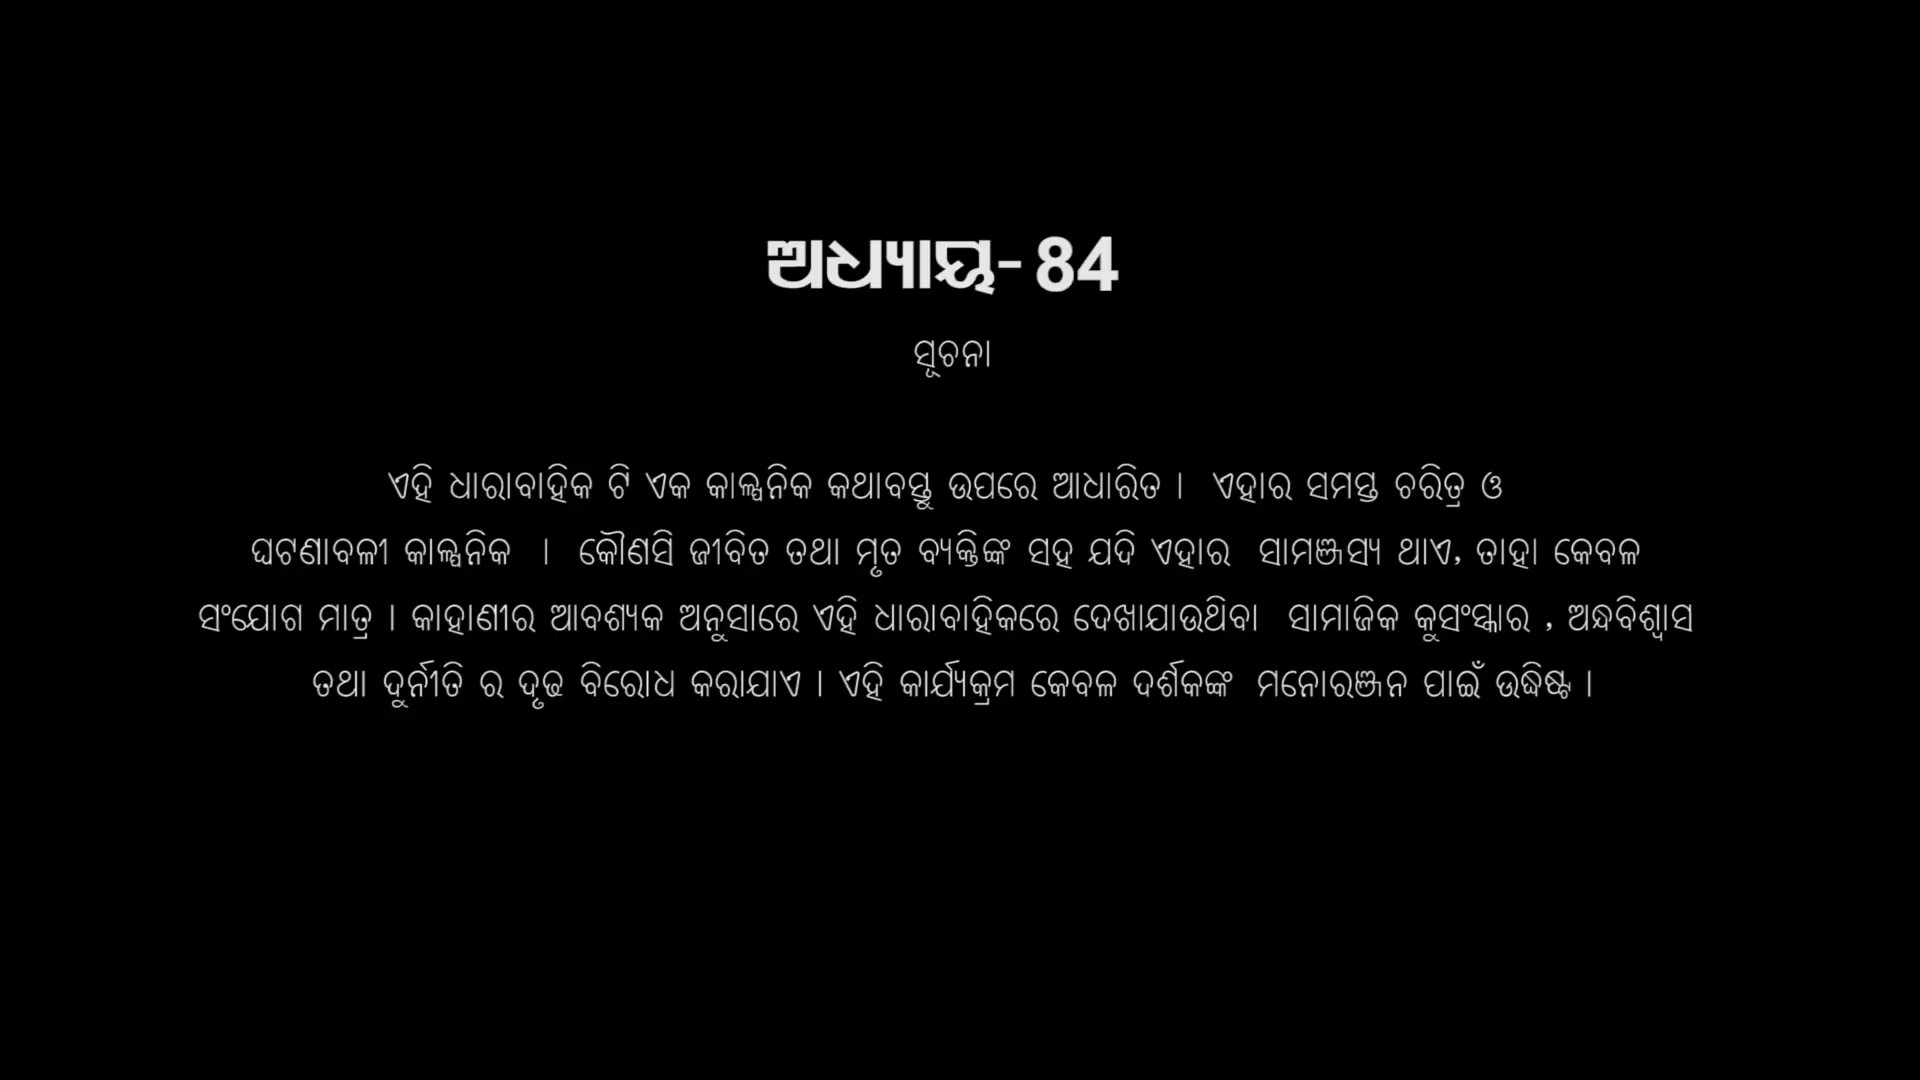 ଅଧ୍ୟାୟ- 84
ସୂଚନା
ଏହି ଧାରାବାହିକ ଟି ଏକ କାଳ୍ପନିକ କଥାବସ୍ତୁ ଉପରେ ଆଧାରିତ । ଏହାର ସମସ୍ତ ଚରିତ୍ର ଓ
ଘଟଣାବଳୀ କାଳ୍ପନିକ । କୌଣସି ଜୀବିତ ତଥା ମୃତ ବ୍ୟକ୍ତିଙ୍କ ସହ ଯଦି ଏହାର ସାମଞ୍ଜସ୍ୟ ଥାଏ, ତାହା କେବଳ
ସଂଯୋଗ ମାତ୍ର । କାହାଣୀର ଆବଶ୍ୟକ ଅନୁସାରେ ଏହି ଧାରାବାହିକରେ ଦେଖାଯାଉଥିବା ସାମାଜିକ କୁସଂସ୍କାର , ଅନ୍ଧବିଶ୍ୱାସ
ତଥା ଦୁର୍ନୀତି ର ଦୃଢ ବିରୋଧ କରାଯାଏ । ଏହି କାର୍ଯ୍ୟକ୍ରମ କେବଳ ଦର୍ଶକଙ୍କ ମନୋରଞ୍ଜନ ପାଇଁ ଉଦ୍ଧିଷ୍ଟ ।